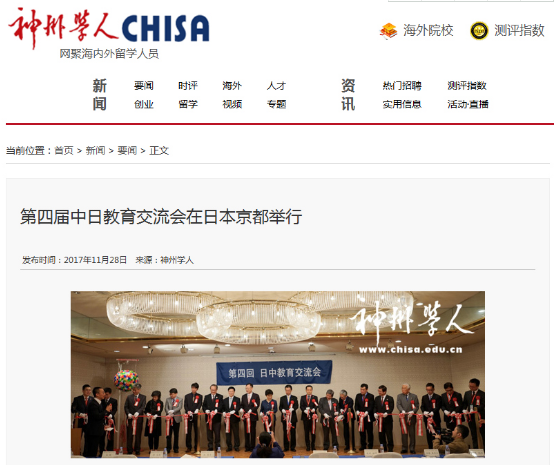 神州学人 CHISA
网聚海内外留学人员
海外院校 测评指数
新闻 要闻 时评 海外 人才 资讯 热门招聘 测评指数
创业 留学 视频 专题 实用信息 活动·直播
当前位置：首页 > 新闻 > 要闻 > 正文
第四届中日教育交流会在日本京都举行
发布时间：2017年11月28日 来源：神州学人
神州学人
www.chisa.edu.cn
第四回 日中教育交流会